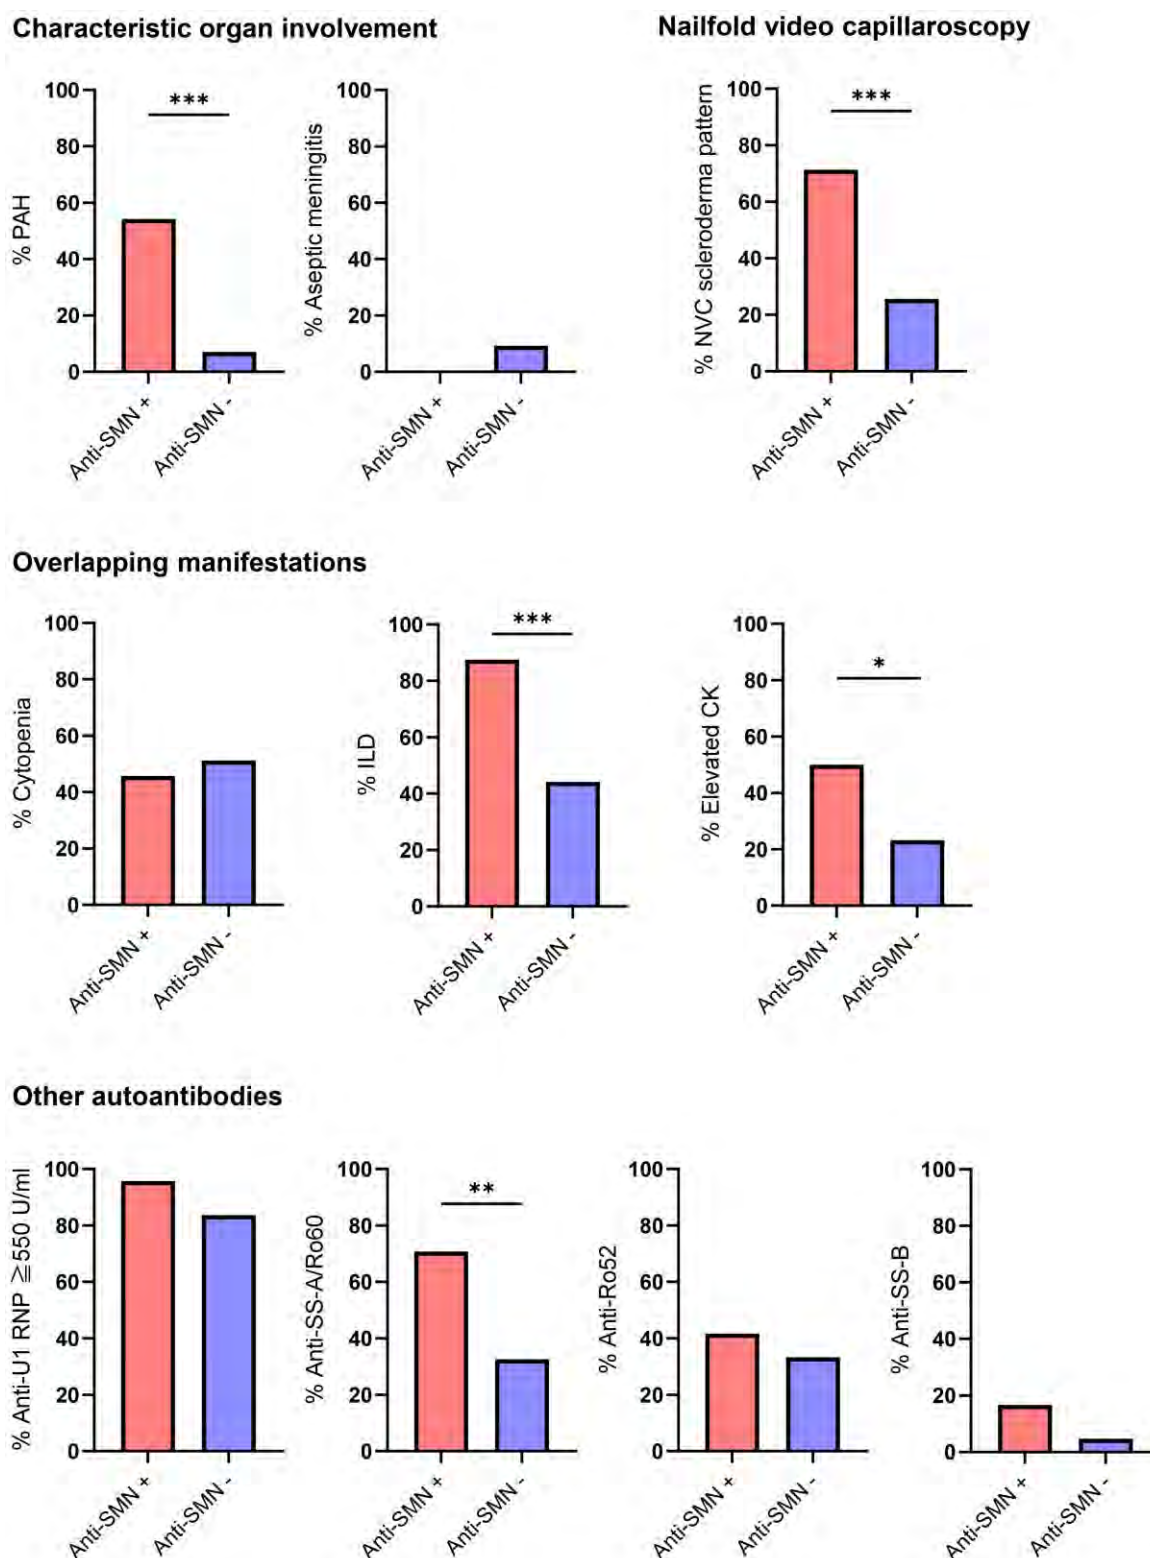 Characteristic organ involvement
Nailfold video capillaroscopy
% PAH
100
80
60
40
20
0
***
Anti-SMN +
Anti-SMN -
% Aseptic meningitis
100
80
60
40
20
0
Anti-SMN +
Anti-SMN -
% NVC scleroderma pattern
100
80
60
40
20
0
***
Anti-SMN +
Anti-SMN -
Overlapping manifestations
% Cytopenia
100
80
60
40
20
0
Anti-SMN +
Anti-SMN -
% ILD
100
80
60
40
20
0
***
Anti-SMN +
Anti-SMN -
% Elevated CK
100
80
60
40
20
0
*
Anti-SMN +
Anti-SMN -
Other autoantibodies
% Anti-U1 RNP ≧550 U/ml
100
80
60
40
20
0
Anti-SMN +
Anti-SMN -
% Anti-SS-A/Ro60
100
80
60
40
20
0
**
Anti-SMN +
Anti-SMN -
% Anti-Ro52
100
80
60
40
20
0
Anti-SMN +
Anti-SMN -
% Anti-SS-B
100
80
60
40
20
0
Anti-SMN +
Anti-SMN -